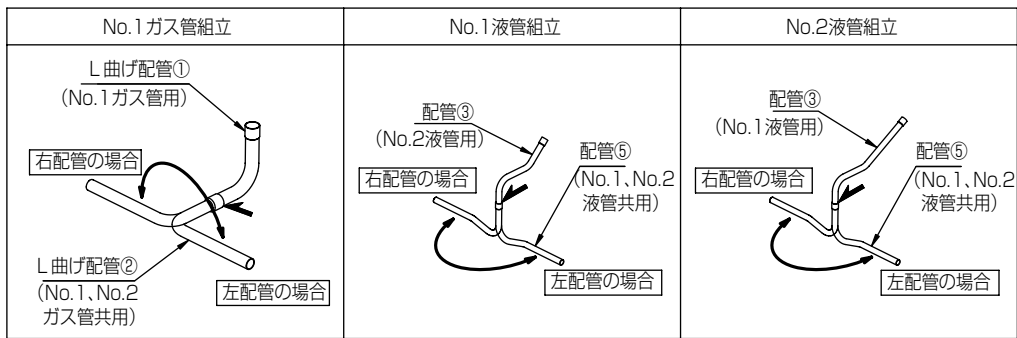 No.1ガス管組立
L曲げ配管①
(No.1ガス管用)
右配管の場合
L曲げ配管②
(No.1、No.2
ガス管共用)
左配管の場合
No.1液管組立
配管③
(No.2液管用)
右配管の場合
配管⑤
(No.1、No.2
液管共用)
左配管の場合
No.2液管組立
配管③
(No.1液管用)
右配管の場合
配管⑤
(No.1、No.2
液管共用)
左配管の場合